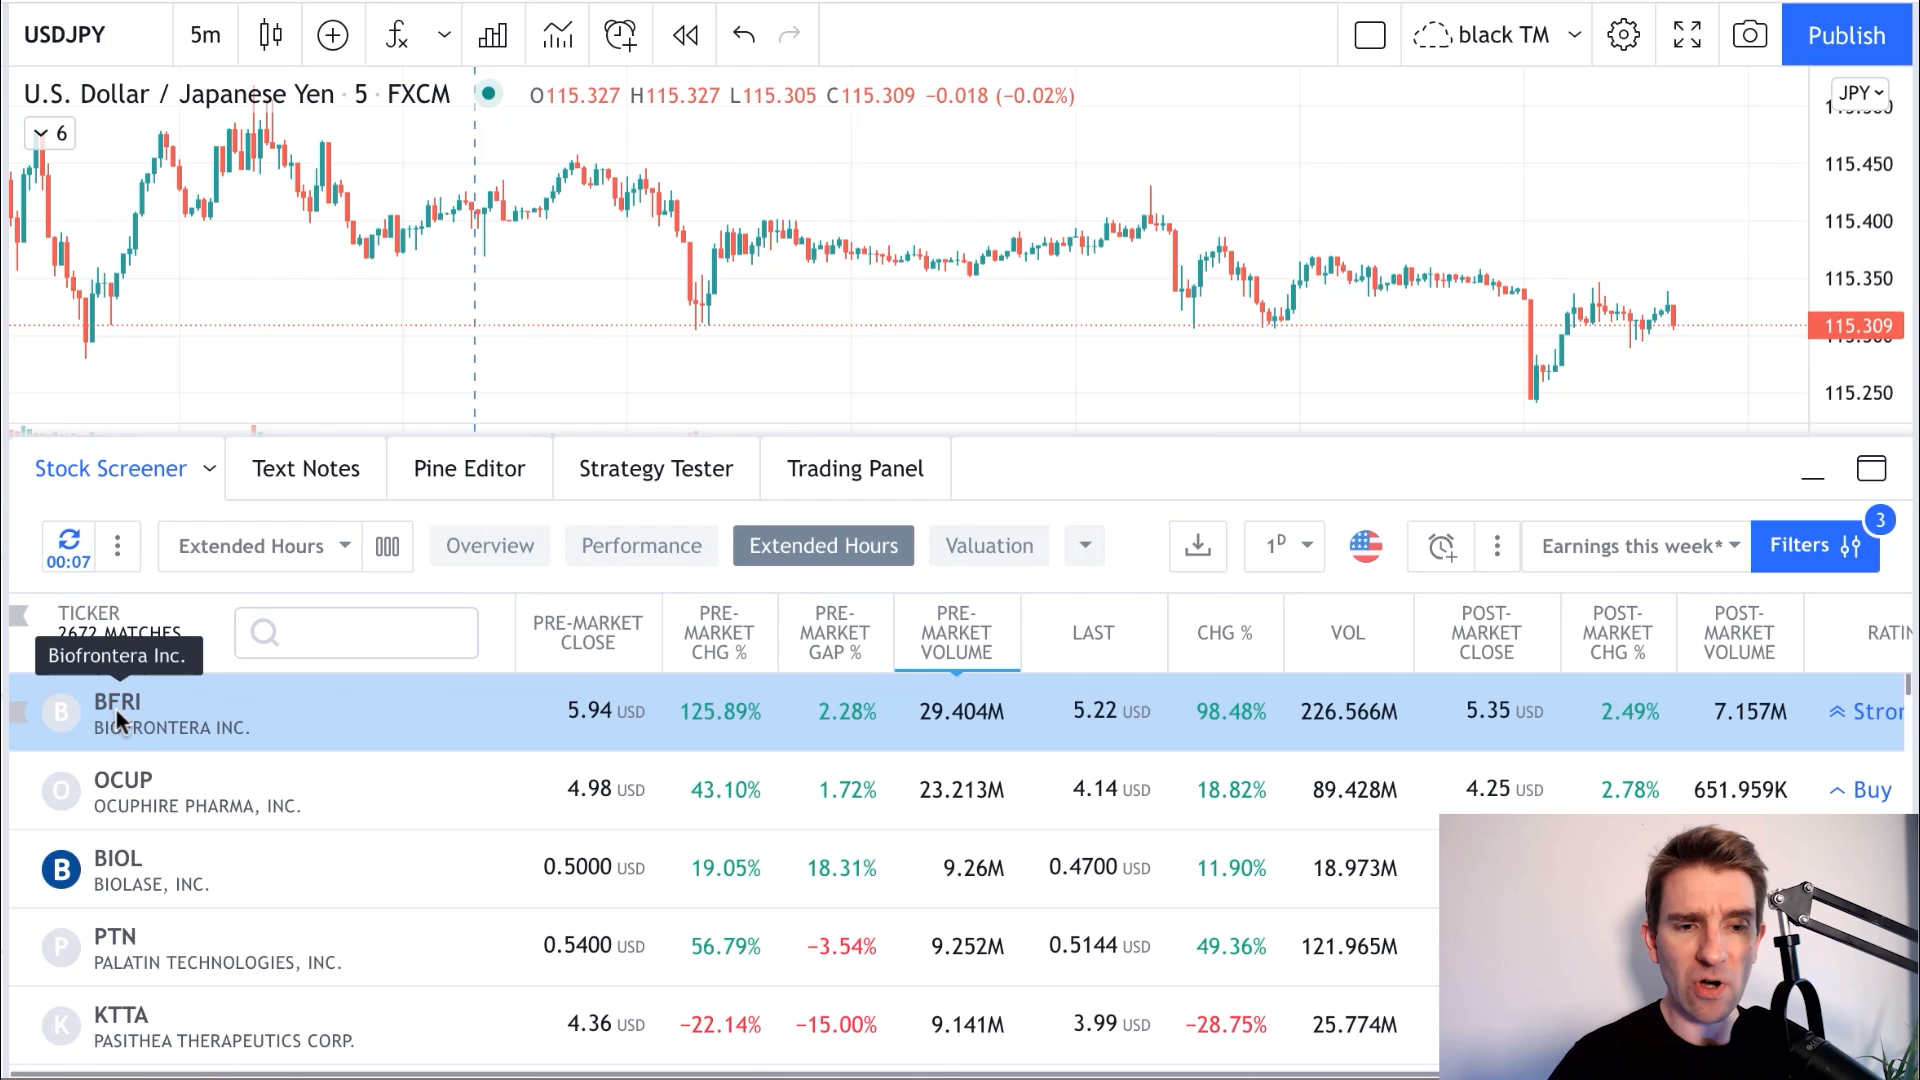 USDJPY 5m black TM Publish
U.S. Dollar / Japanese Yen · 5 · FXCM O115.327 H115.327 L115.305 C115.309 −0.018 (−0.02%) JPY
6
115.450
115.400
115.350
115.309
115.250
Stock Screener Text Notes Pine Editor Strategy Tester Trading Panel
3
00:07 Extended Hours Overview Performance Extended Hours Valuation 1D Earnings this week* Filters
TICKER
2672 MATCHES
PRE-MARKET CLOSE
PRE-MARKET CHG %
PRE-MARKET GAP %
PRE-MARKET VOLUME
LAST
CHG %
VOL
POST-MARKET CLOSE
POST-MARKET CHG %
POST-MARKET VOLUME
Biofrontera Inc.
B BFRI 5.94 USD 125.89% 2.28% 29.404M 5.22 USD 98.48% 226.566M 5.35 USD 2.49% 7.157M
BIOFRONTERA INC.
O OCUP 4.98 USD 43.10% 1.72% 23.213M 4.14 USD 18.82% 89.428M 4.25 USD 2.78% 651.959K Buy
OCUPHIRE PHARMA, INC.
B BIOL 0.5000 USD 19.05% 18.31% 9.26M 0.4700 USD 11.90% 18.973M
BIOLASE, INC.
P PTN 0.5400 USD 56.79% −3.54% 9.252M 0.5144 USD 49.36% 121.965M
PALATIN TECHNOLOGIES, INC.
K KTTA 4.36 USD −22.14% −15.00% 9.141M 3.99 USD −28.75% 25.774M
PASITHEA THERAPEUTICS CORP.